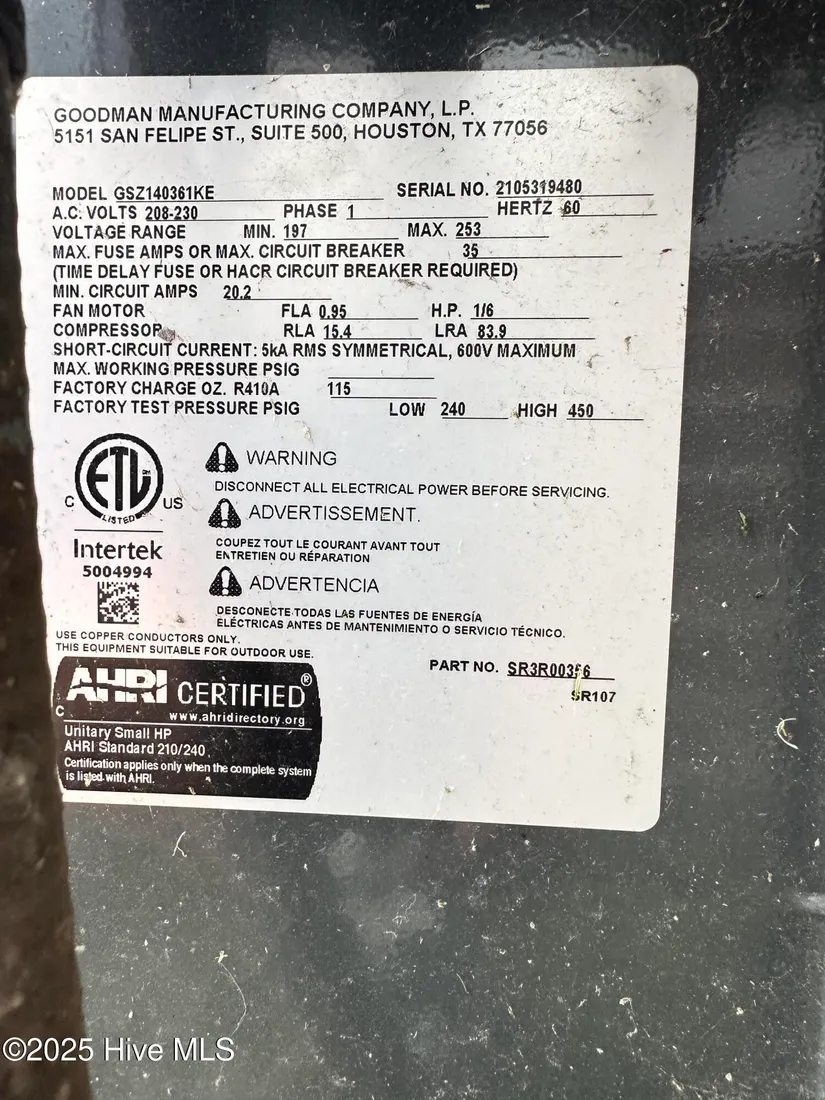 GOODMAN MANUFACTURING COMPANY, L.P.
5151 SAN FELIPE ST., SUITE 500, HOUSTON, TX 77056
MODEL GSZ140361KE SERIAL NO. 2105319480
A.C. VOLTS 208-230 PHASE 1 HERTZ 60
VOLTAGE RANGE MIN. 197 MAX. 253
MAX. FUSE AMPS OR MAX. CIRCUIT BREAKER 35
(TIME DELAY FUSE OR HACR CIRCUIT BREAKER REQUIRED)
MIN. CIRCUIT AMPS 20.2
FAN MOTOR FLA 0.95 H.P. 1/6
COMPRESSOR RLA 15.4 LRA 83.9
SHORT-CIRCUIT CURRENT: 5kA RMS SYMMETRICAL, 600V MAXIMUM
MAX. WORKING PRESSURE PSIG
FACTORY CHARGE OZ. R410A 115
FACTORY TEST PRESSURE PSIG LOW 240 HIGH 450
ETL
LISTED
C US
Intertek
5004994
WARNING
DISCONNECT ALL ELECTRICAL POWER BEFORE SERVICING.
ADVERTISSEMENT.
COUPEZ TOUT LE COURANT AVANT TOUT
ENTRETIEN OU RÉPARATION
ADVERTENCIA
DESCONECTE TODAS LAS FUENTES DE ENERGÍA
ELÉCTRICAS ANTES DE MANTENIMIENTO O SERVICIO TÉCNICO.
USE COPPER CONDUCTORS ONLY.
THIS EQUIPMENT SUITABLE FOR OUTDOOR USE.
PART NO.
SR107
AHRI CERTIFIED®
www.ahridirectory.org
C
Unitary Small HP
AHRI Standard 210/240
Certification applies only when the complete system
is listed with AHRI.
©2025 Hive MLS